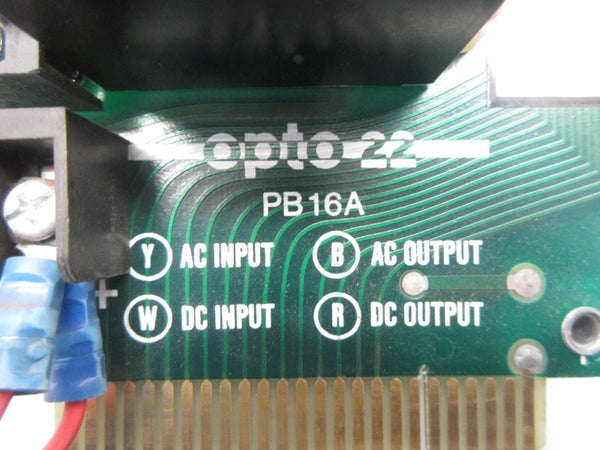 opto 22
PB16A
Y AC INPUT B AC OUTPUT
+
W DC INPUT R DC OUTPUT